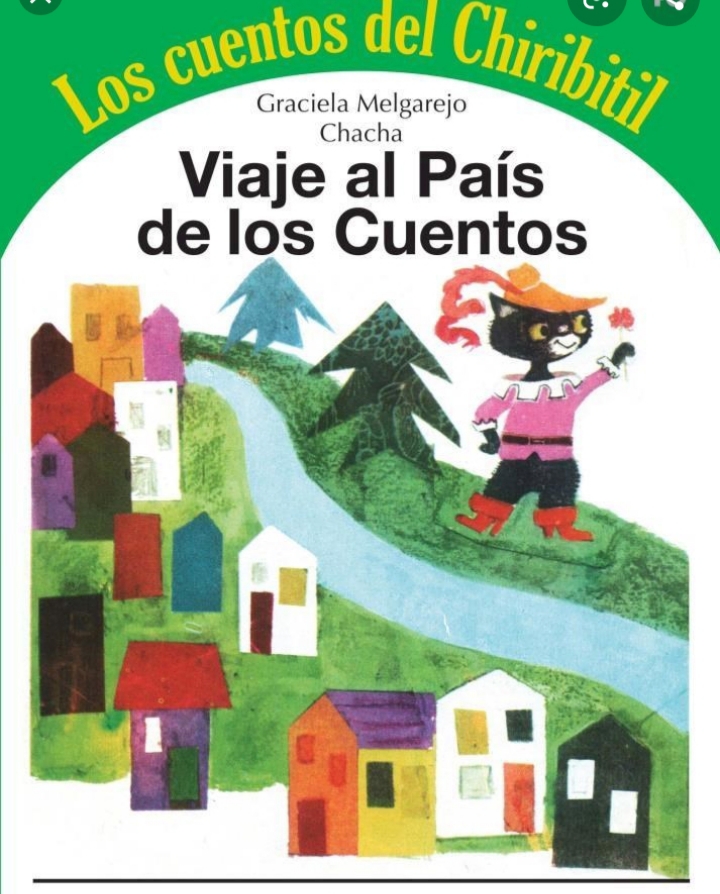 Los cuentos del Chiribitil
Graciela Melgarejo
Chacha
Viaje al País
de los Cuentos